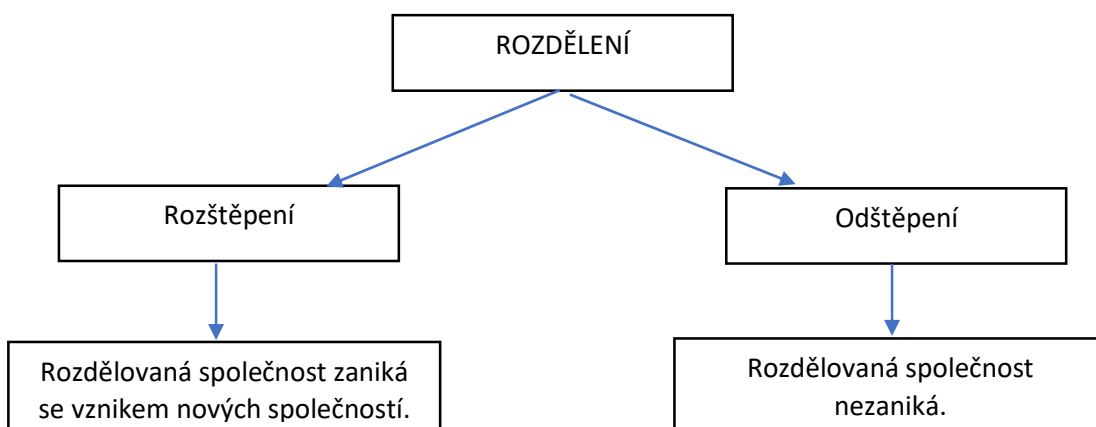 ROZDĚLENÍ
Rozštěpení
Odštěpení
Rozdělovaná společnost zaniká
se vznikem nových společností.
Rozdělovaná společnost
nezaniká.